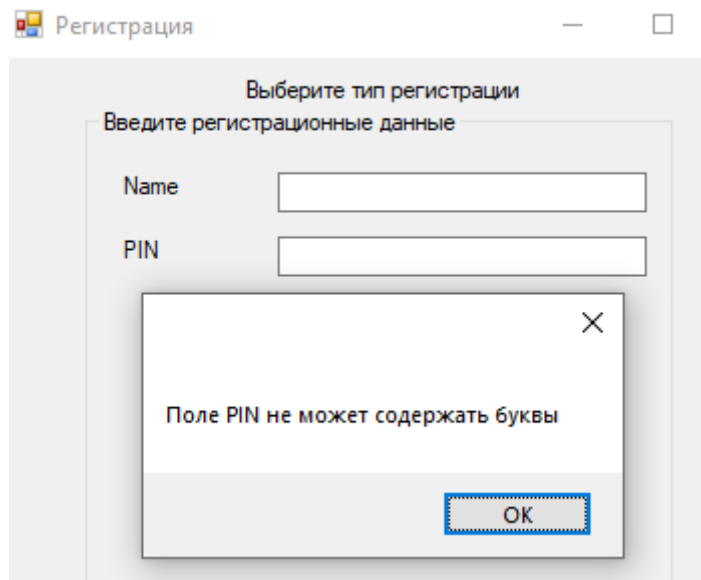 Регистрация
Выберите тип регистрации
Введите регистрационные данные
Name
PIN
Поле PIN не может содержать буквы
OK